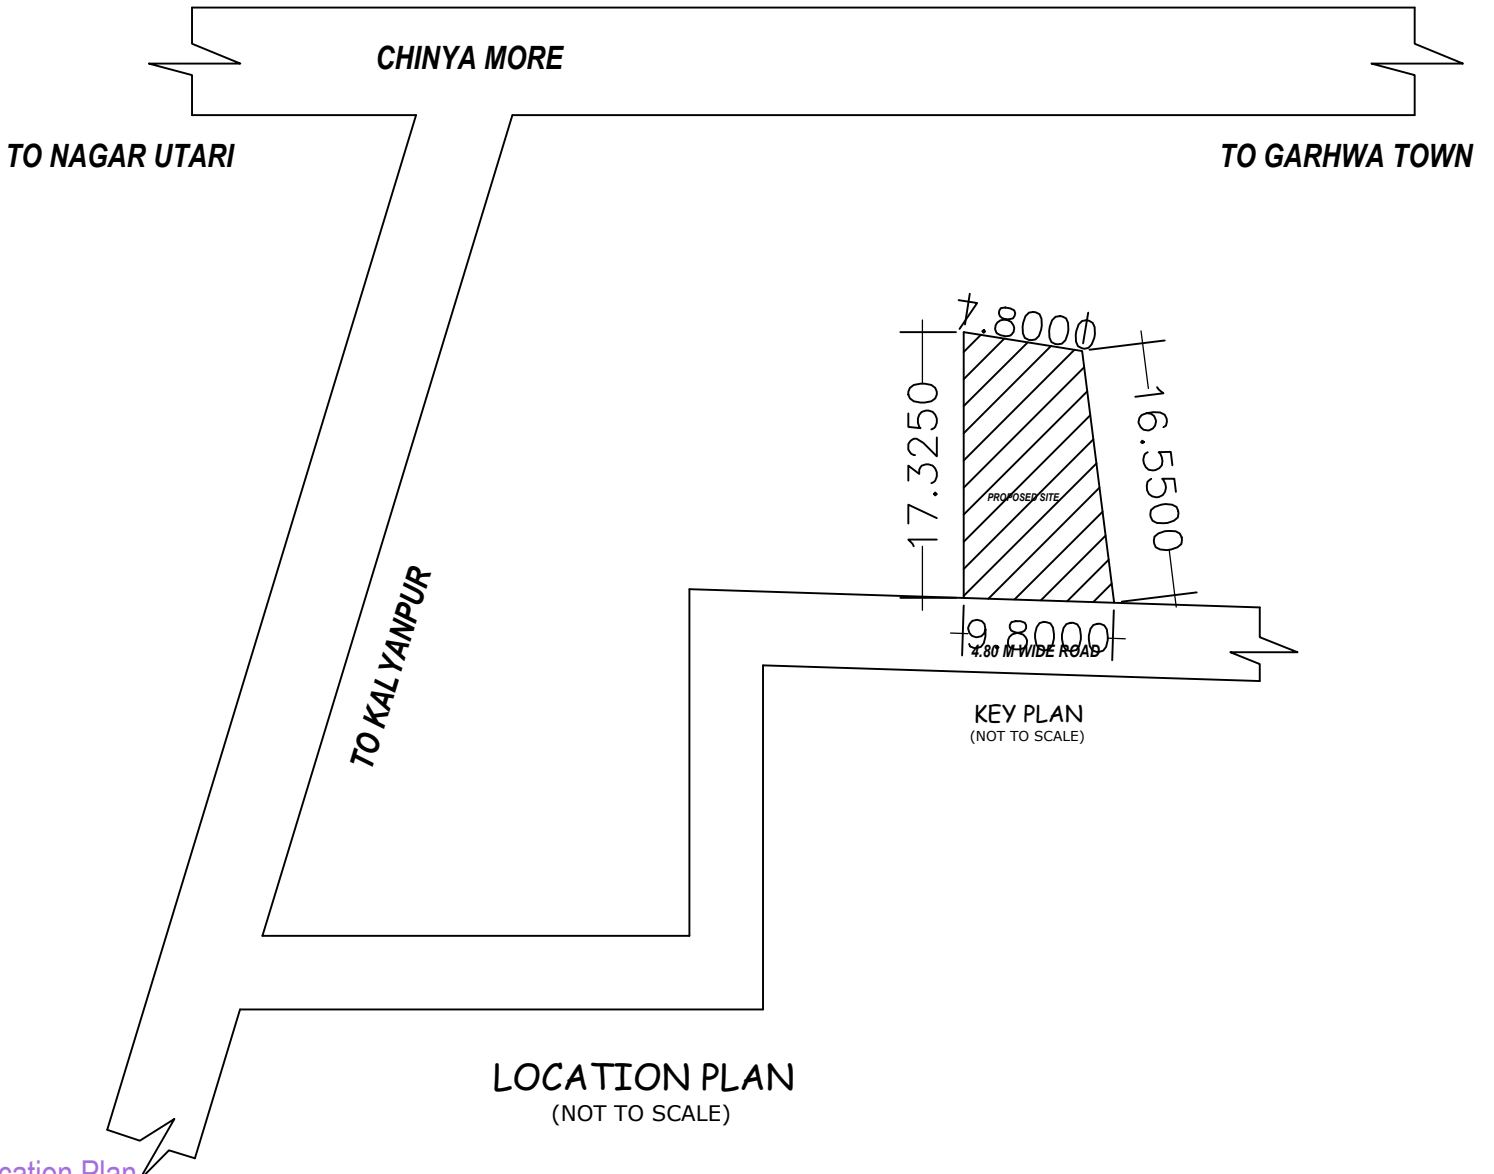 CHINYA MORE
TO NAGAR UTARI
TO GARHWA TOWN
7.8000
17.3250
16.5500
PROPOSED SITE
9.8000
4.80 M WIDE ROAD
TO KALYANPUR
KEY PLAN
(NOT TO SCALE)
LOCATION PLAN
(NOT TO SCALE)
Plan